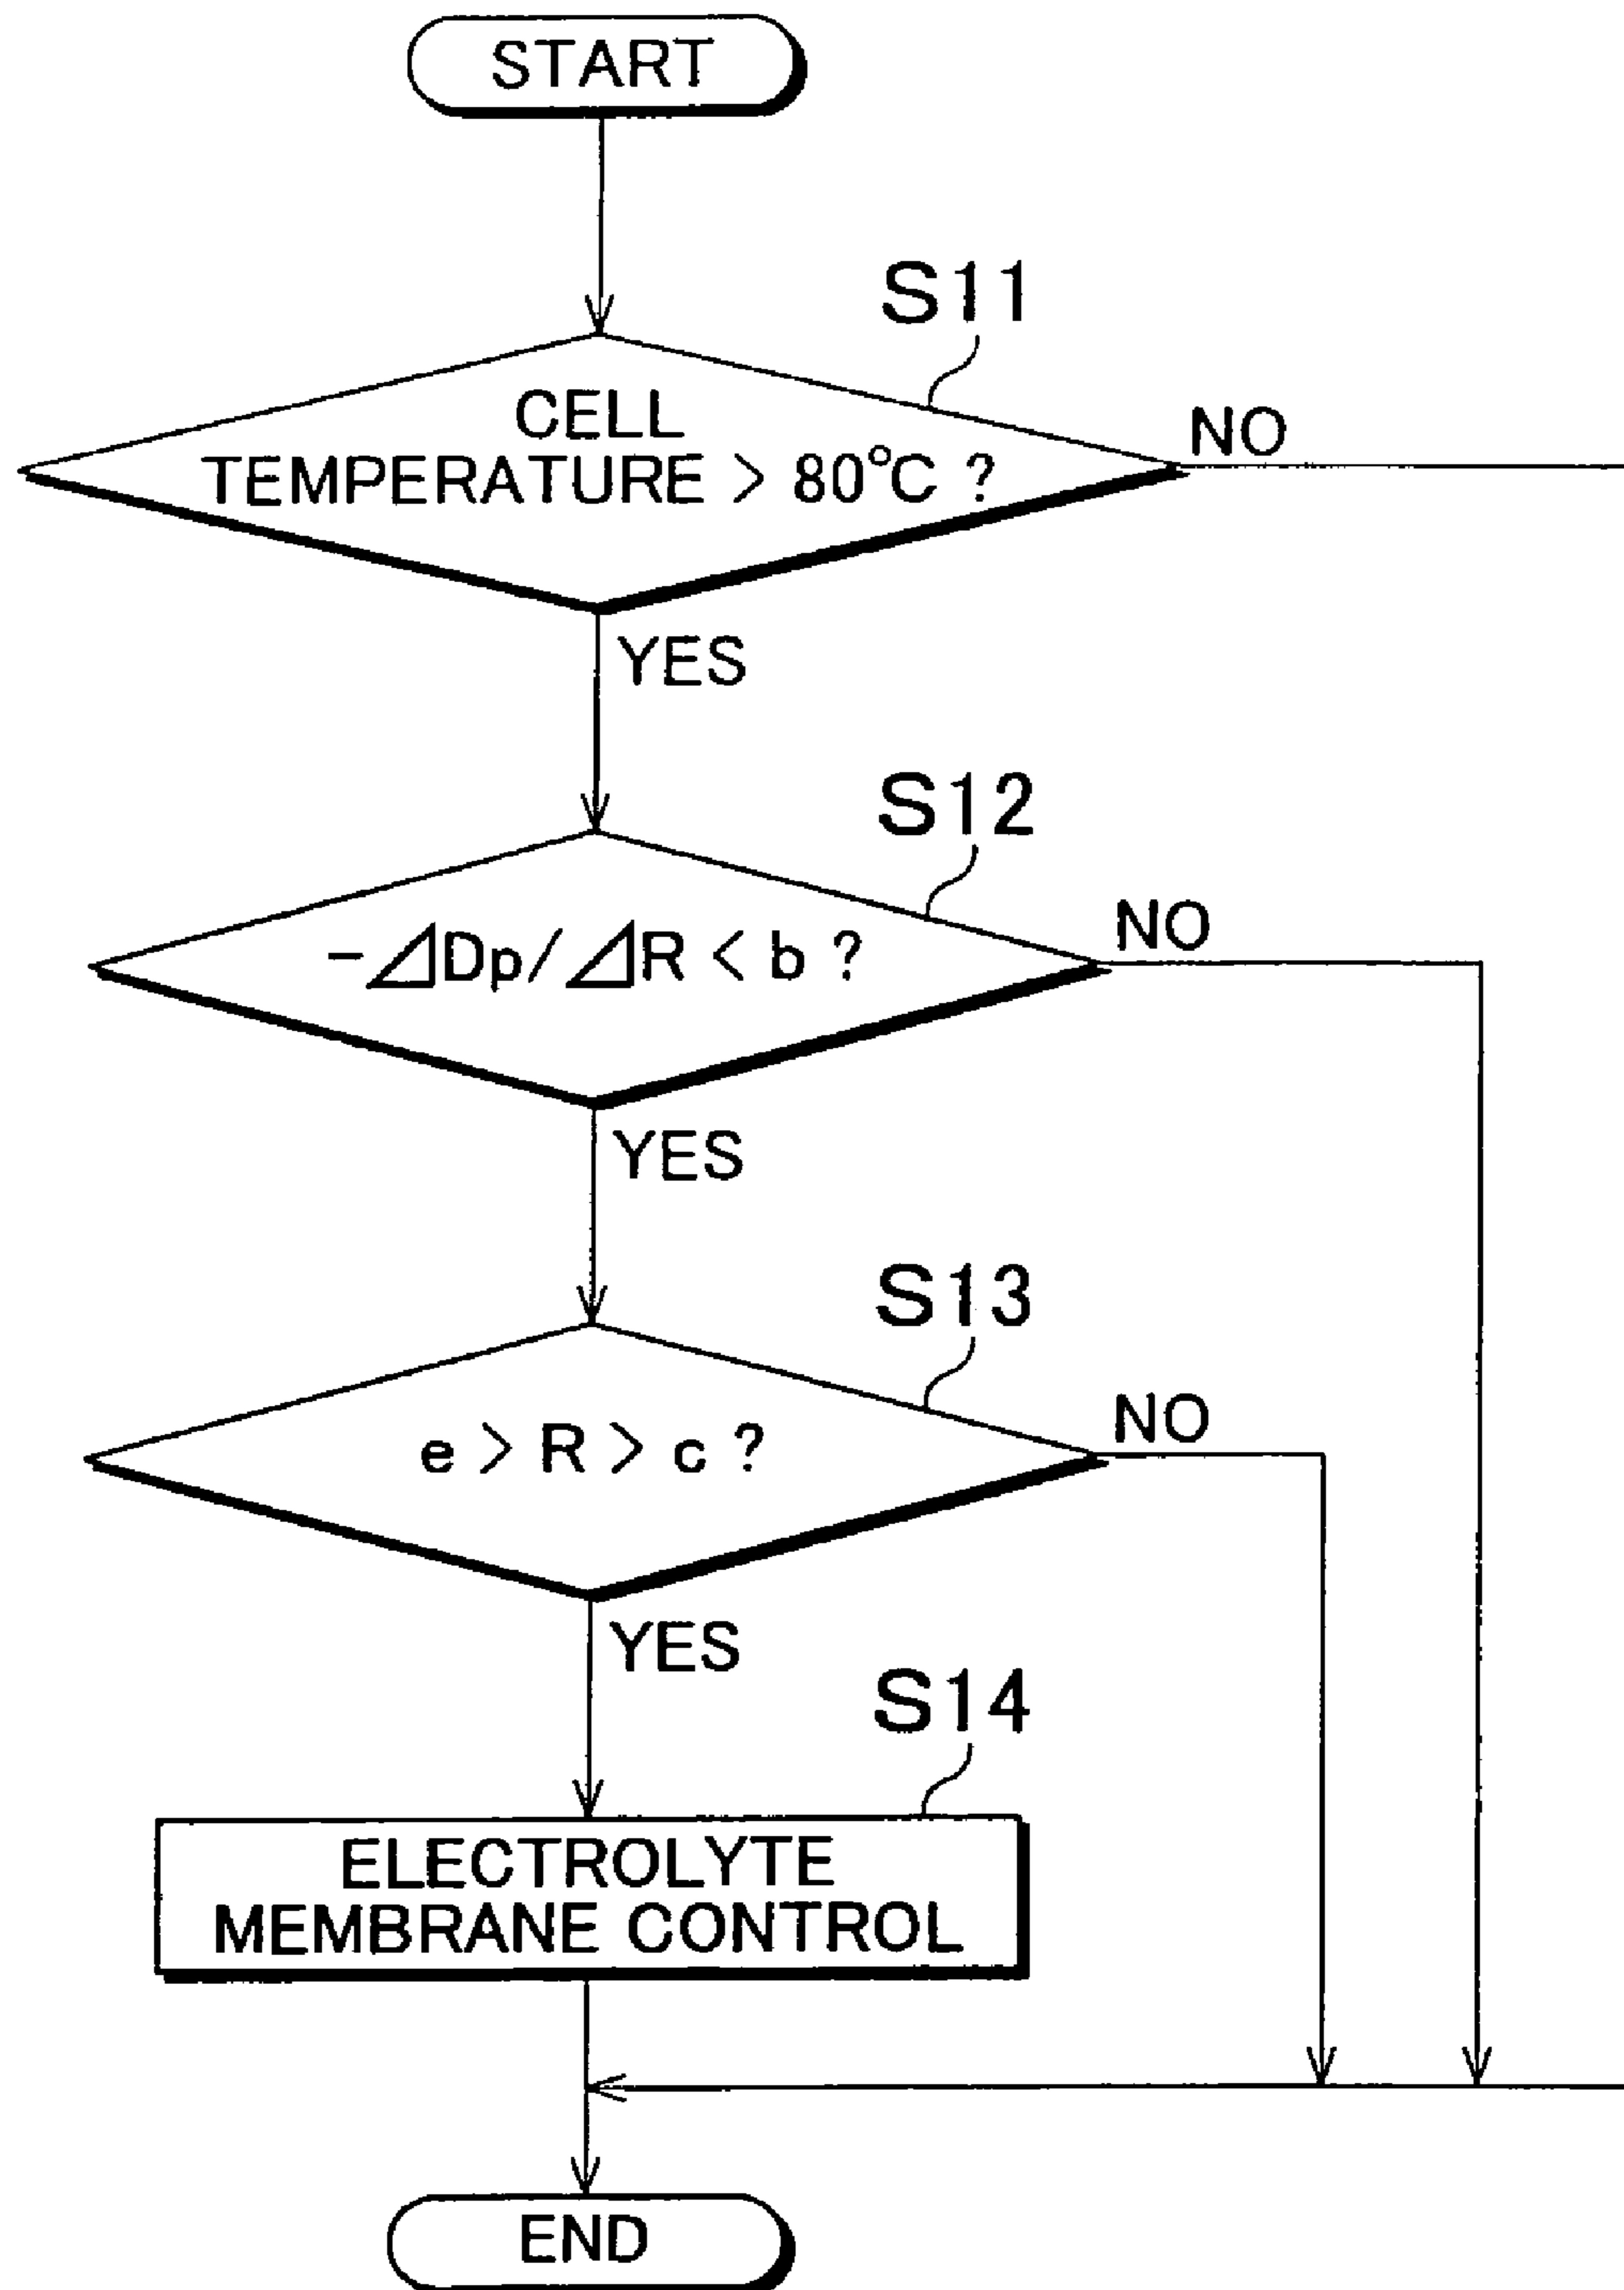 START
S11
CELL
TEMPERATURE > 80°C ?
NO
YES
S12
-⊿Dp/⊿R < b ?
NO
YES
S13
e > R > c ?
NO
YES
S14
ELECTROLYTE
MEMBRANE CONTROL
END